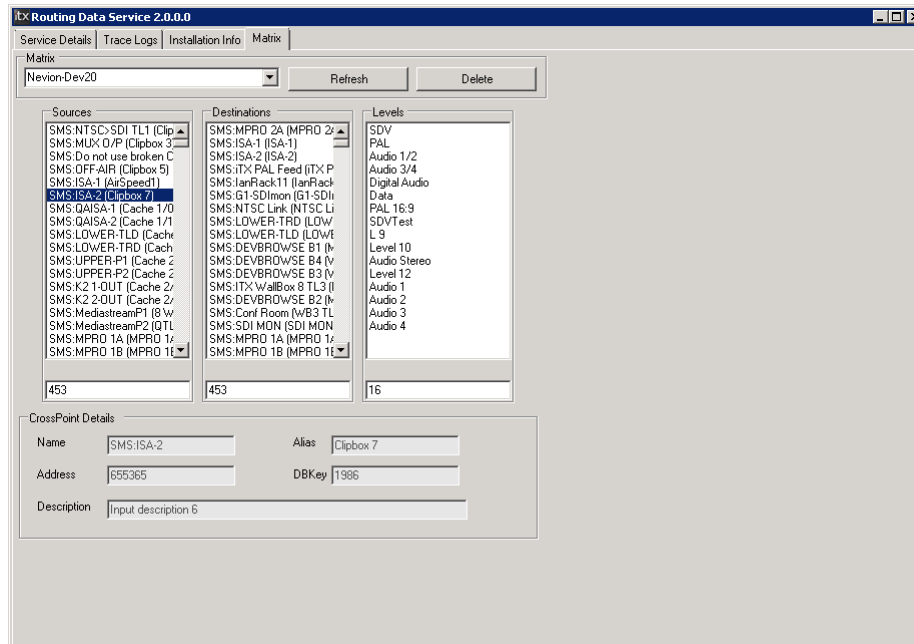 itx Routing Data Service 2.0.0.0
Service Details Trace Logs Installation Info Matrix
Matrix
Nevion-Dev20 Refresh Delete
Sources
SMS:NTSC>SDI TL1 (Clip
SMS:MUX O/P (Clipbox 3
SMS:Do not use broken C
SMS:OFF-AIR (Clipbox 5)
SMS:ISA-1 (AirSpeed1)
SMS:ISA-2 (Clipbox 7)
SMS:QAISA-1 (Cache 1/0
SMS:QAISA-2 (Cache 1/1
SMS:LOWER-TLD (Cache
SMS:LOWER-TRD (Cach
SMS:UPPER-P1 (Cache 2
SMS:UPPER-P2 (Cache 2
SMS:K2 1-OUT (Cache 2/
SMS:K2 2-OUT (Cache 2/
SMS:MediastreamP1 (8 W
SMS:MediastreamP2 (QTL
SMS:MPRO 1A (MPRO 1A
SMS:MPRO 1B (MPRO 1B
453
Destinations
SMS:MPRO 2A (MPRO 2A
SMS:ISA-1 (ISA-1)
SMS:ISA-2 (ISA-2)
SMS:iTX PAL Feed (iTX P
SMS:IanRack11 (IanRack
SMS:G1-SDImon (G1-SDI
SMS:NTSC Link (NTSC Li
SMS:LOWER-TRD (LOW
SMS:LOWER-TLD (LOWE
SMS:DEVBROWSE B1 (
SMS:DEVBROWSE B4 (
SMS:DEVBROWSE B3 (
SMS:ITX WallBox 8 TL3 (
SMS:DEVBROWSE B2 (
SMS:Conf Room (WB3 TL
SMS:SDI MON (SDI MON
SMS:MPRO 1A (MPRO 1A
SMS:MPRO 1B (MPRO 1B
453
Levels
SDV
PAL
Audio 1/2
Audio 3/4
Digital Audio
Data
PAL 16:9
SDVTest
L 9
Level 10
Audio Stereo
Level 12
Audio 1
Audio 2
Audio 3
Audio 4
16
CrossPoint Details
Name SMS:ISA-2 Alias Clipbox 7
Address 655365 DBKey 1986
Description Input description 6